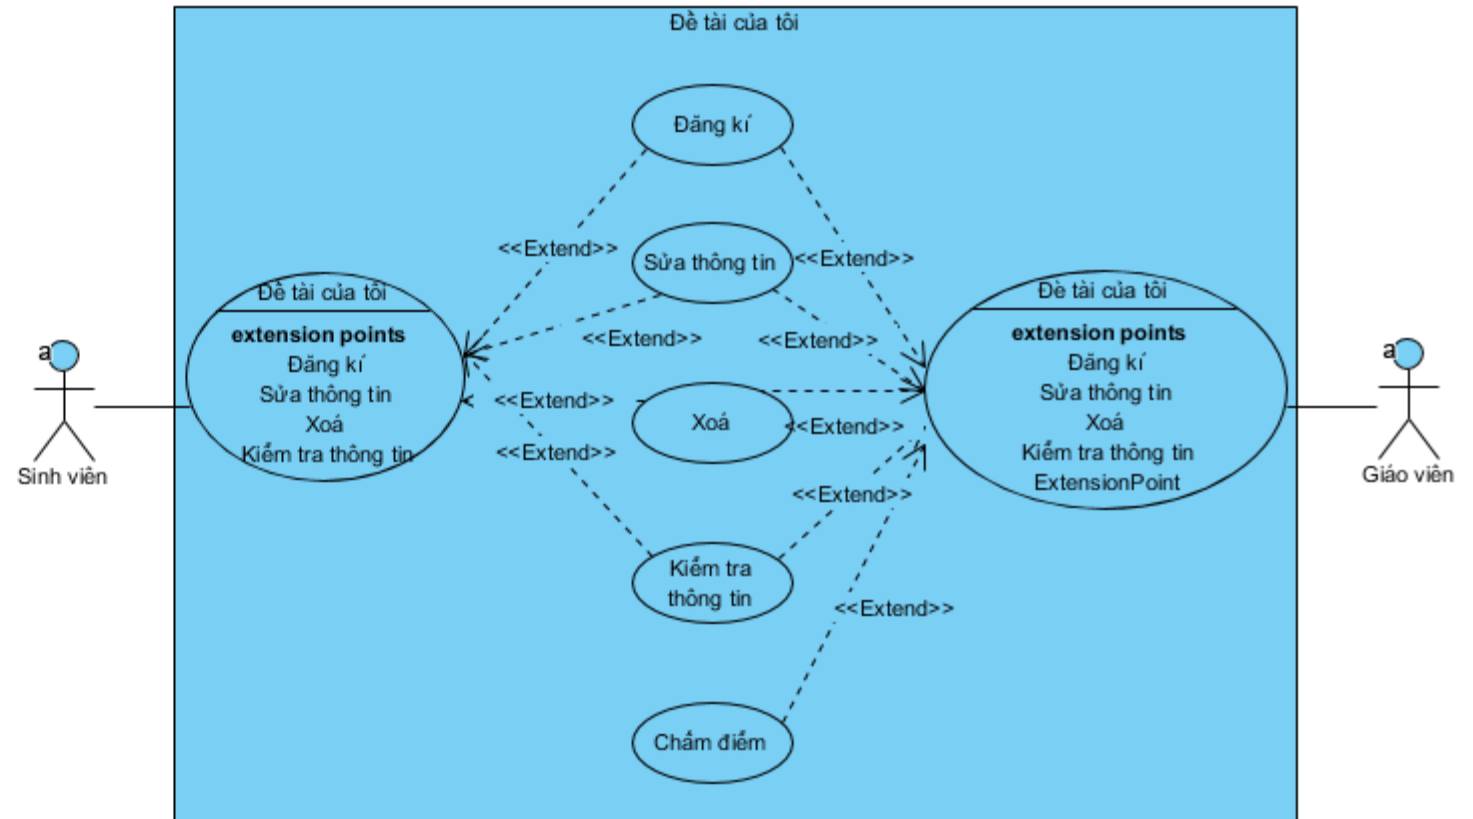 Đề tài của tôi
Đăng kí
<<Extend>>
Sửa thông tin
<<Extend>>
Đề tài của tôi
extension points
Đăng kí
Sửa thông tin
Xoá
Kiểm tra thông tin
<<Extend>>
<<Extend>>
Đề tài của tôi
extension points
Đăng kí
Sửa thông tin
Xoá
Kiểm tra thông tin
ExtensionPoint
a
Sinh viên
a
Giáo viên
<<Extend>>
Xoá
<<Extend>>
<<Extend>>
<<Extend>>
Kiểm tra
thông tin
<<Extend>>
Chấm điểm